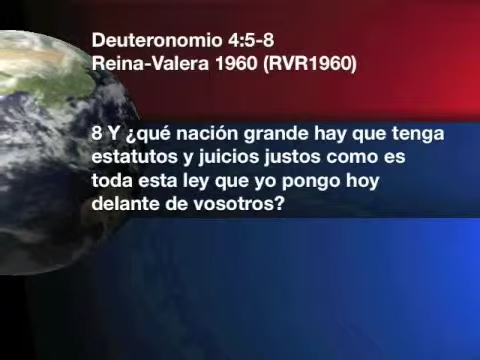 Deuteronomio 4:5-8
Reina-Valera 1960 (RVR1960)
8 Y ¿qué nación grande hay que tenga
estatutos y juicios justos como es
toda esta ley que yo pongo hoy
delante de vosotros?